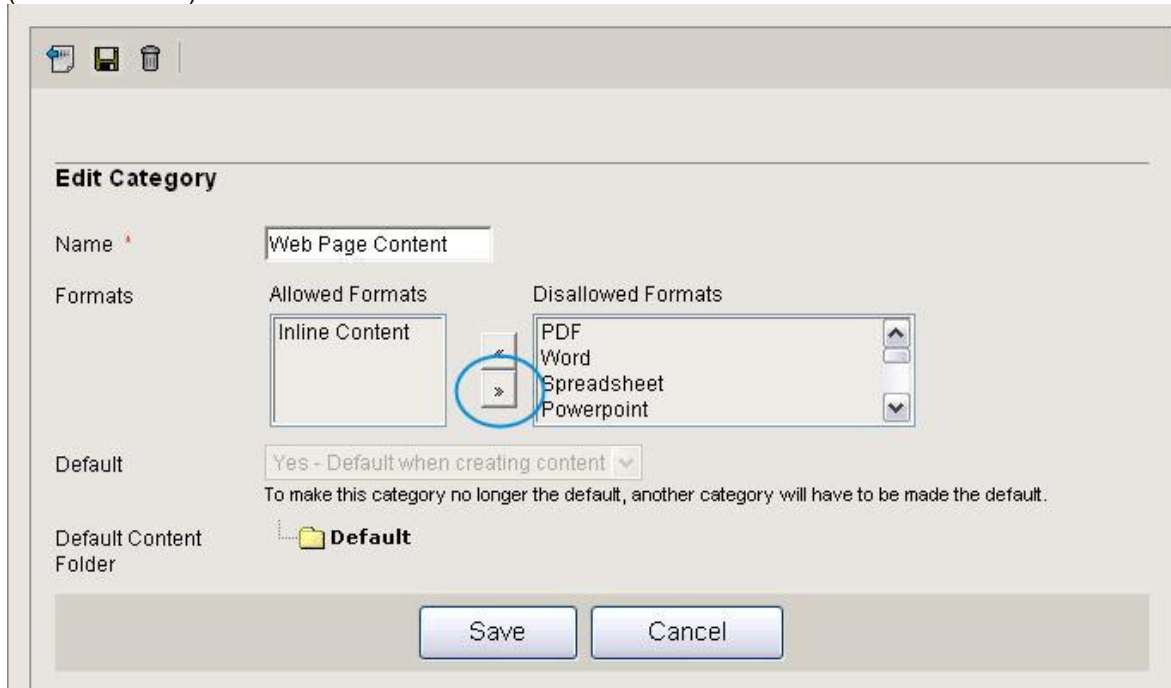 Edit Category
Name *
Web Page Content
Formats
Allowed Formats
Disallowed Formats
Inline Content
«
»
PDF
Word
Spreadsheet
Powerpoint
Default
Yes - Default when creating content
To make this category no longer the default, another category will have to be made the default.
Default Content
Folder
Default
Save
Cancel